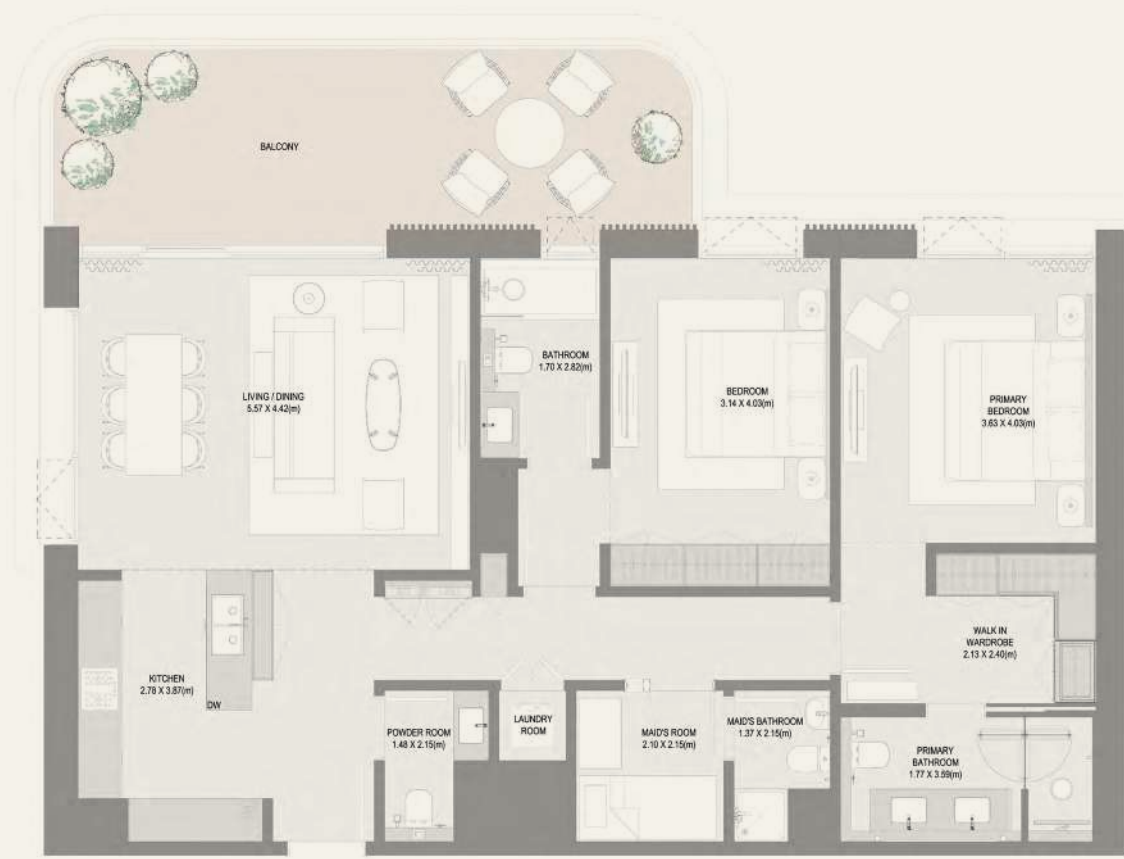 BALCONY
LIVING / DINING
5.57 X 4.42(m)
BATHROOM
1.70 X 2.82(m)
BEDROOM
3.14 X 4.03(m)
PRIMARY
BEDROOM
3.63 X 4.03(m)
KITCHEN
2.78 X 3.87(m)
DW
POWDER ROOM
1.48 X 2.15(m)
LAUNDRY
ROOM
MAID'S ROOM
2.10 X 2.15(m)
MAID'S BATHROOM
1.37 X 2.15(m)
WALK IN
WARDROBE
2.13 X 2.40(m)
PRIMARY
BATHROOM
1.77 X 3.59(m)